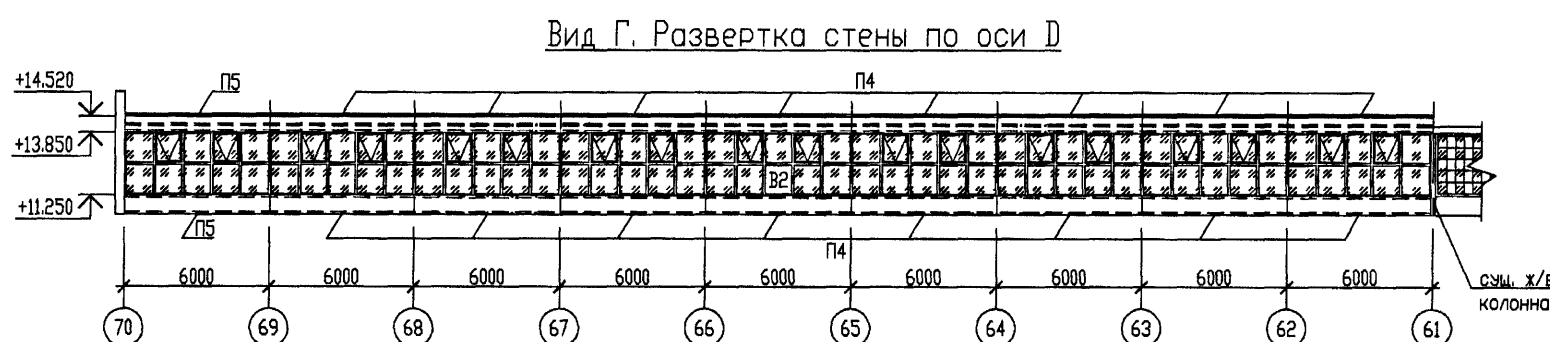 Вид Г. Развертка стены по оси D
+14.520
П5
П4
+13.850
В2
+11.250
П5
П4
6000 6000 6000 6000 6000 6000 6000 6000 6000
сущ. ж/б
колонна
70 69 68 67 66 65 64 63 62 61